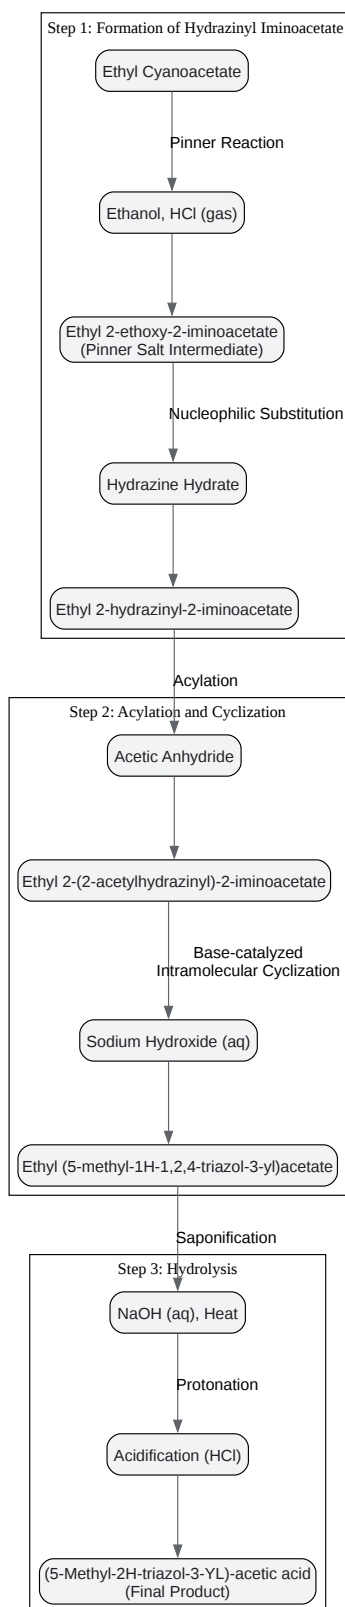 Step 1: Formation of Hydrazinyl Iminoacetate
Ethyl Cyanoacetate
Pinner Reaction
Ethanol, HCl (gas)
Ethyl 2-ethoxy-2-iminoacetate
(Pinner Salt Intermediate)
Nucleophilic Substitution
Hydrazine Hydrate
Ethyl 2-hydrazinyl-2-iminoacetate
Acylation
Step 2: Acylation and Cyclization
Acetic Anhydride
Ethyl 2-(2-acetylhydrazinyl)-2-iminoacetate
Base-catalyzed
Intramolecular Cyclization
Sodium Hydroxide (aq)
Ethyl (5-methyl-1H-1,2,4-triazol-3-yl)acetate
Saponification
Step 3: Hydrolysis
NaOH (aq), Heat
Protonation
Acidification (HCl)
(5-Methyl-2H-triazol-3-YL)-acetic acid
(Final Product)